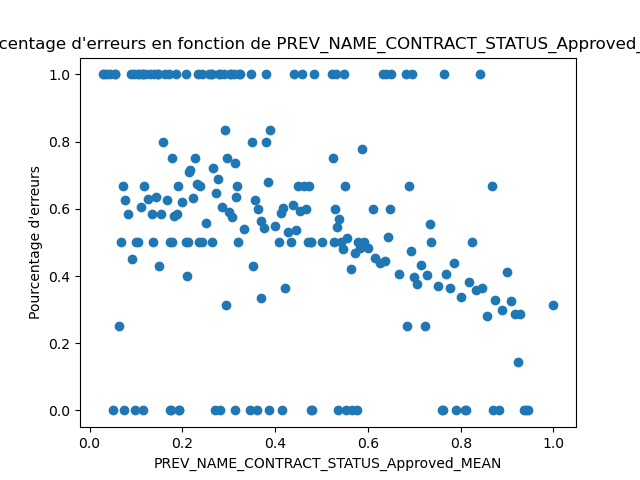 centage d'erreurs en fonction de PREV_NAME_CONTRACT_STATUS_Approved_
1.0
0.8
0.6
0.4
0.2
0.0
Pourcentage d'erreurs
0.0 0.2 0.4 0.6 0.8 1.0
PREV_NAME_CONTRACT_STATUS_Approved_MEAN